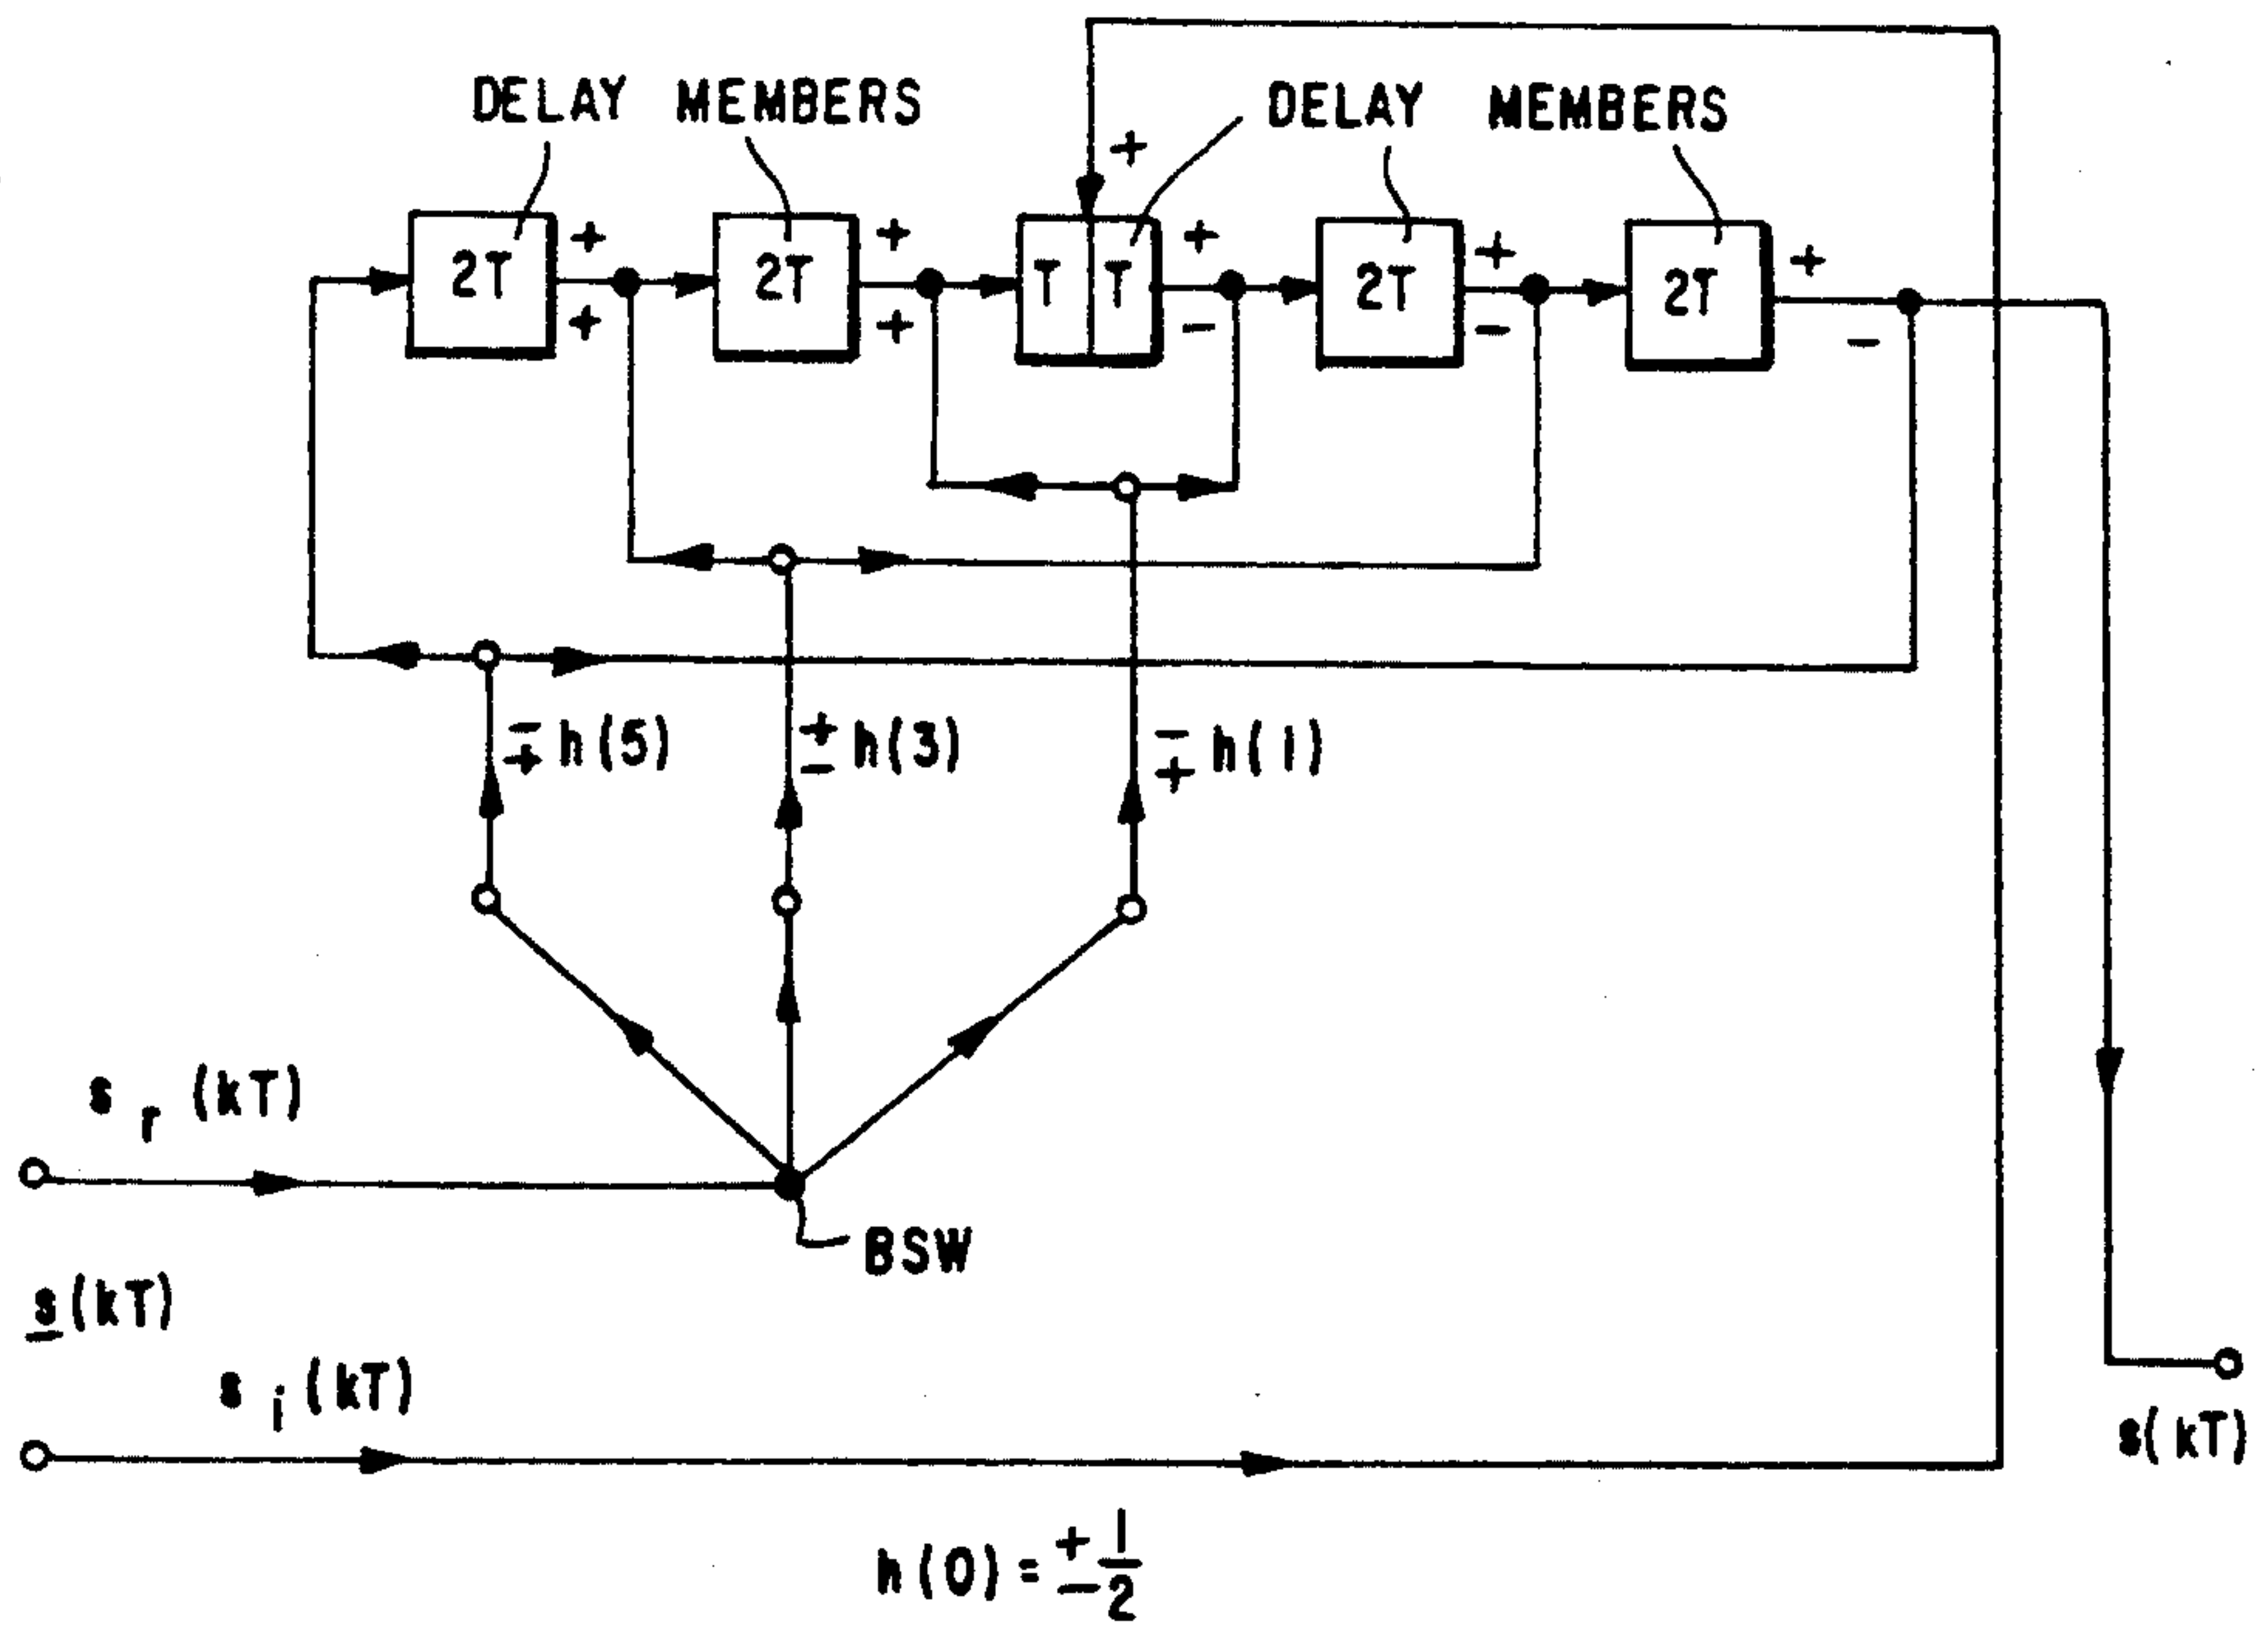 DELAY MEMBERS
DELAY MEMBERS
+
2T
+
+
2T
+
+
T T
+
-
2T
+
-
2T
+
-
∓ h(5)
± h(3)
∓ h(1)
s r (kT)
BSW
s(kT)
s i (kT)
s(kT)
h(0) = ± 1/2